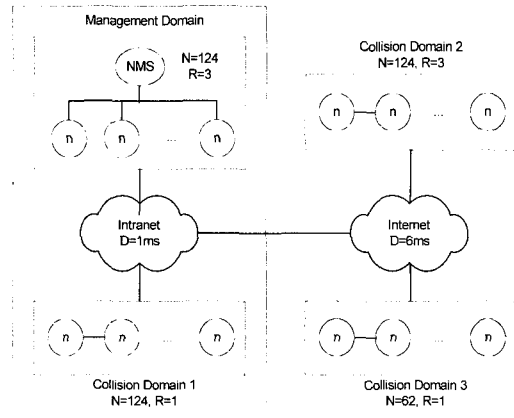 Management Domain
NMS
N=124
R=3
n n ... n
Collision Domain 2
N=124, R=3
n n ... n
Intranet
D=1ms
Internet
D=6ms
n n ... n
Collision Domain 1
N=124, R=1
n n ... n
Collision Domain 3
N=62, R=1